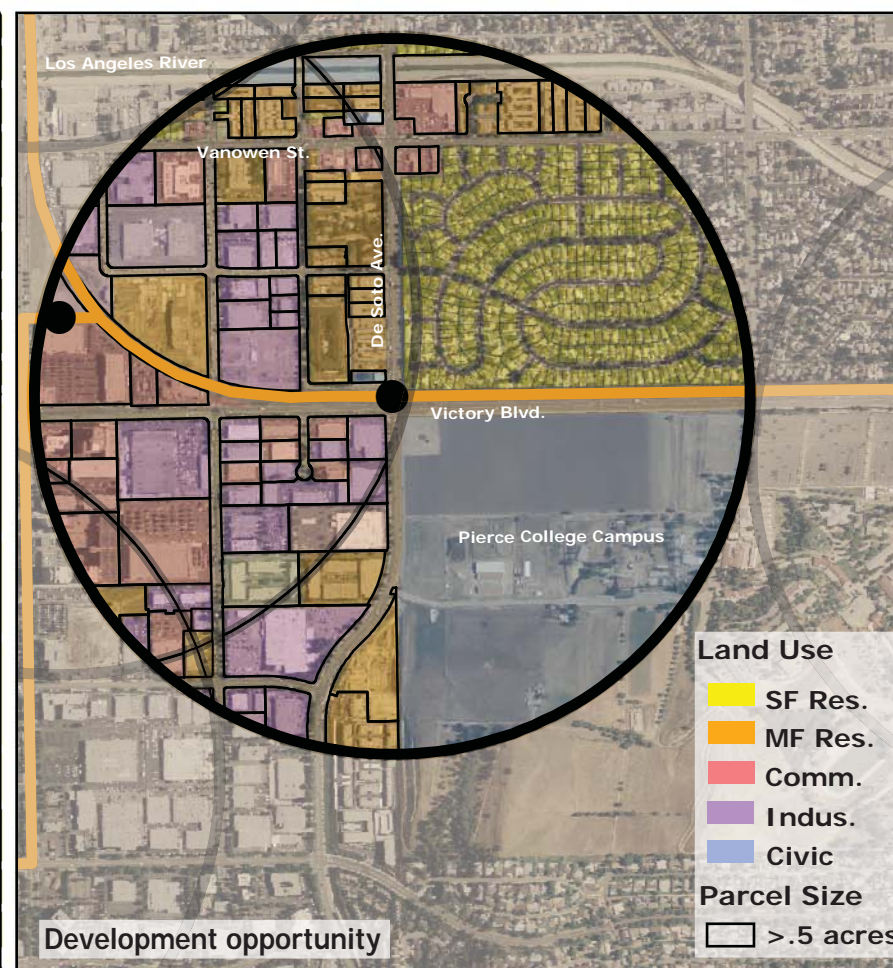 Los Angeles River
Vanowen St.
De Soto Ave.
Victory Blvd.
Pierce College Campus
Land Use
SF Res.
MF Res.
Comm.
Indus.
Civic
Parcel Size
>.5 acres
Development opportunity